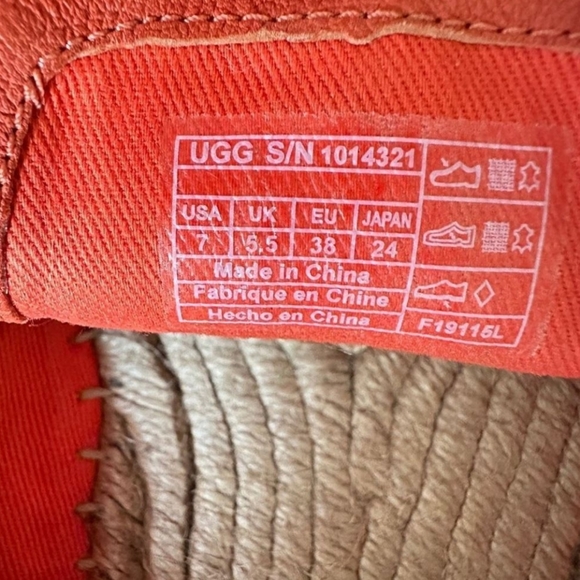 UGG S/N 1014321
USA UK EU JAPAN
7 5.5 38 24
Made in China
Fabrique en Chine
Hecho en China
F19115L